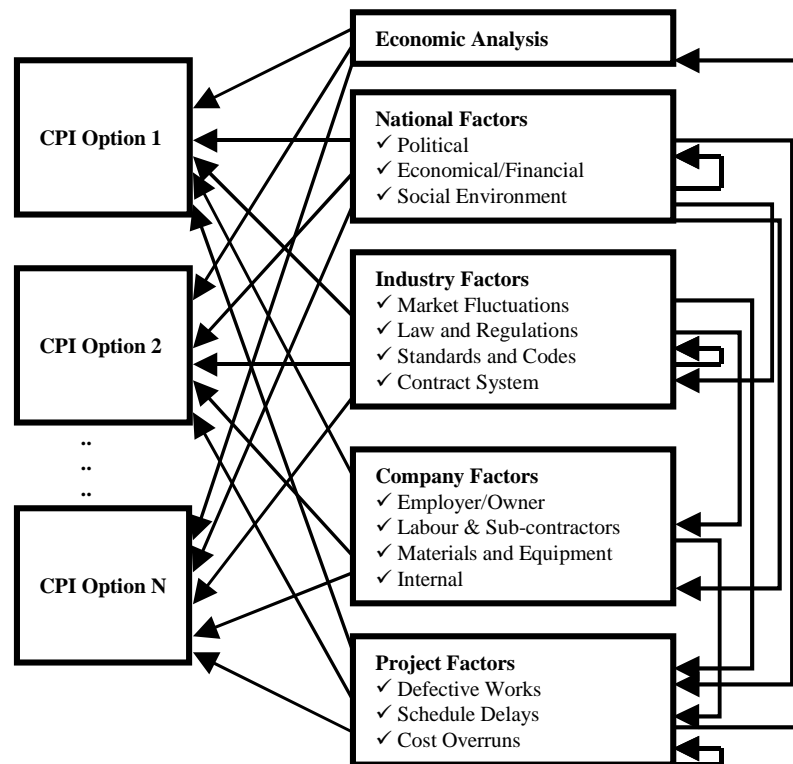 CPI Option 1
CPI Option 2
..
..
..
CPI Option N
Economic Analysis
National Factors
✓ Political
✓ Economical/Financial
✓ Social Environment
Industry Factors
✓ Market Fluctuations
✓ Law and Regulations
✓ Standards and Codes
✓ Contract System
Company Factors
✓ Employer/Owner
✓ Labour & Sub-contractors
✓ Materials and Equipment
✓ Internal
Project Factors
✓ Defective Works
✓ Schedule Delays
✓ Cost Overruns